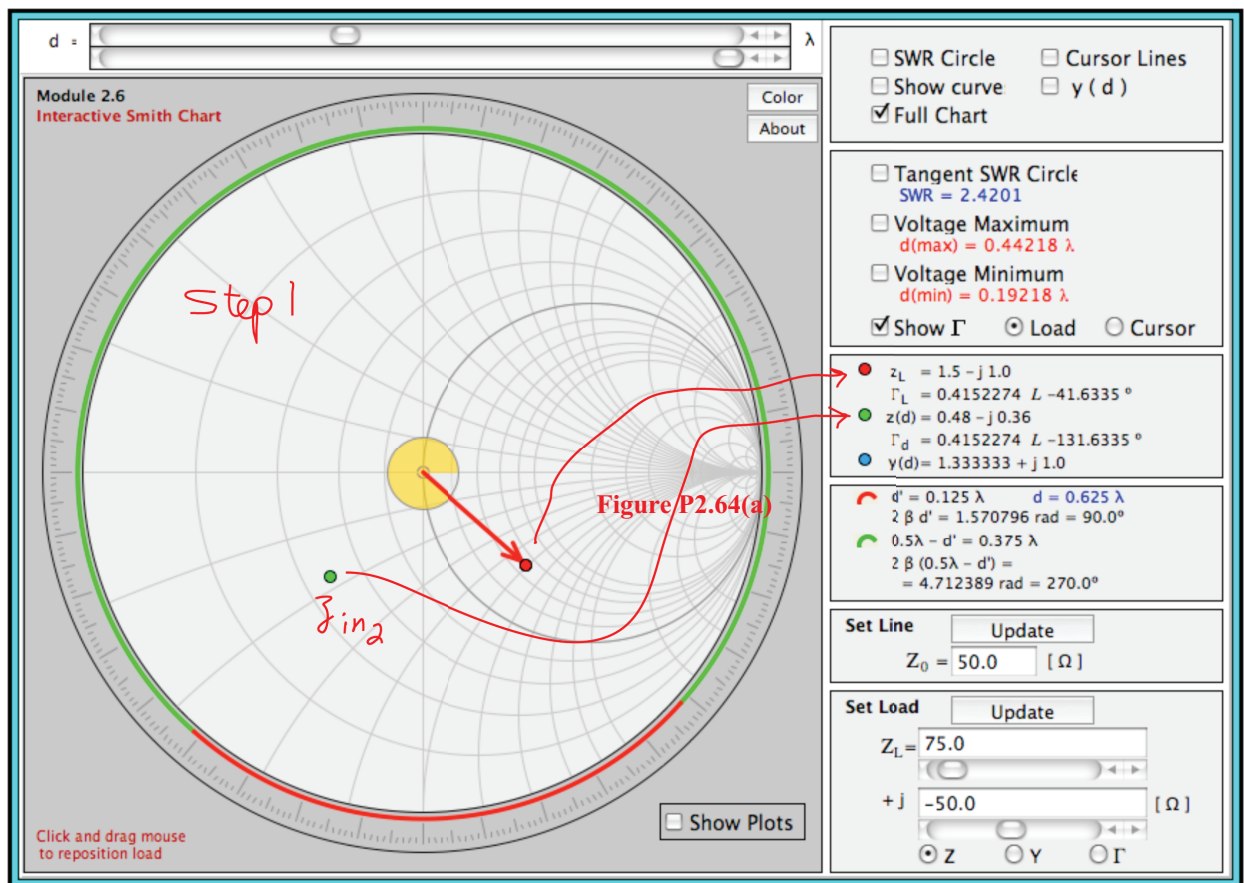 d = λ
Module 2.6
Interactive Smith Chart
Color
About
Step 1
Figure P2.64(a)
z in2
Click and drag mouse
to reposition load
Show Plots
SWR Circle Cursor Lines
Show curve y ( d )
Full Chart
Tangent SWR Circle
SWR = 2.4201
Voltage Maximum
d(max) = 0.44218 λ
Voltage Minimum
d(min) = 0.19218 λ
Show Γ Load Cursor
zL = 1.5 – j 1.0
ΓL = 0.4152274 L -41.6335 º
z(d) = 0.48 – j 0.36
Γd = 0.4152274 L -131.6335 º
y(d)= 1.333333 + j 1.0
d' = 0.125 λ d = 0.625 λ
2 β d' = 1.570796 rad = 90.0º
0.5λ – d' = 0.375 λ
2 β (0.5λ – d') =
= 4.712389 rad = 270.0º
Set Line Update
Z0 = 50.0 [ Ω ]
Set Load Update
ZL= 75.0
+ j -50.0 [ Ω ]
Z Y Γ